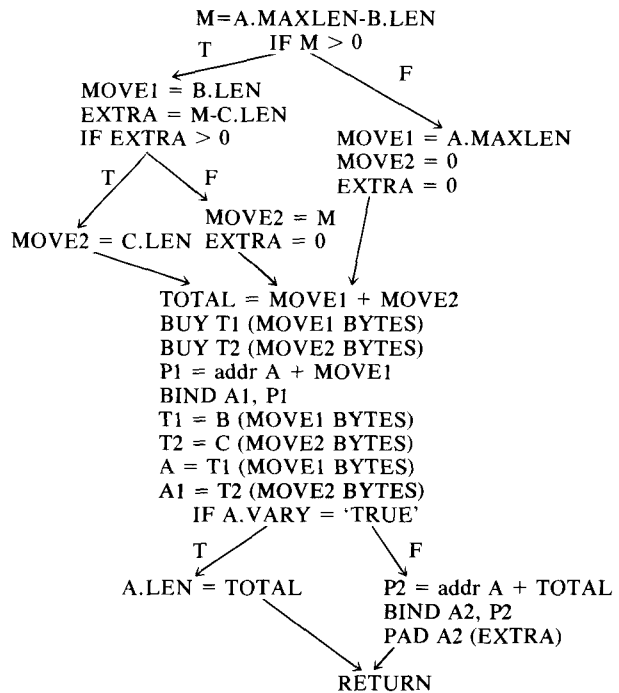 M=A.MAXLEN-B.LEN
IF M > 0
T
F
MOVE1 = B.LEN
EXTRA = M-C.LEN
IF EXTRA > 0
MOVE1 = A.MAXLEN
MOVE2 = 0
EXTRA = 0
T
F
MOVE2 = C.LEN
MOVE2 = M
EXTRA = 0
TOTAL = MOVE1 + MOVE2
BUY T1 (MOVE1 BYTES)
BUY T2 (MOVE2 BYTES)
P1 = addr A + MOVE1
BIND A1, P1
T1 = B (MOVE1 BYTES)
T2 = C (MOVE2 BYTES)
A = T1 (MOVE1 BYTES)
A1 = T2 (MOVE2 BYTES)
IF A.VARY = ‘TRUE’
T
F
A.LEN = TOTAL
P2 = addr A + TOTAL
BIND A2, P2
PAD A2 (EXTRA)
RETURN